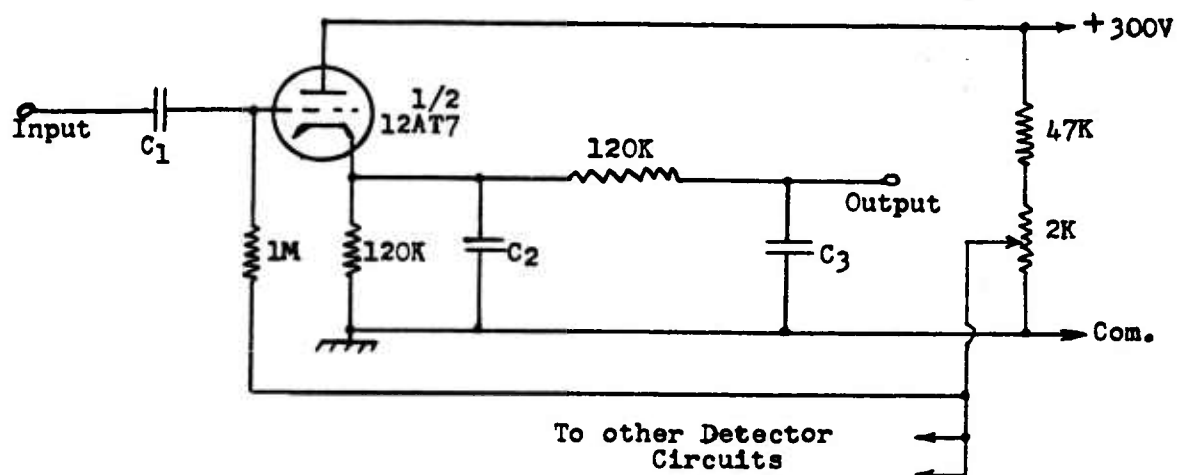 +300V
Input
C1
1/2
12AT7
1M
120K
C2
120K
Output
C3
47K
2K
Com.
To other Detector
Circuits